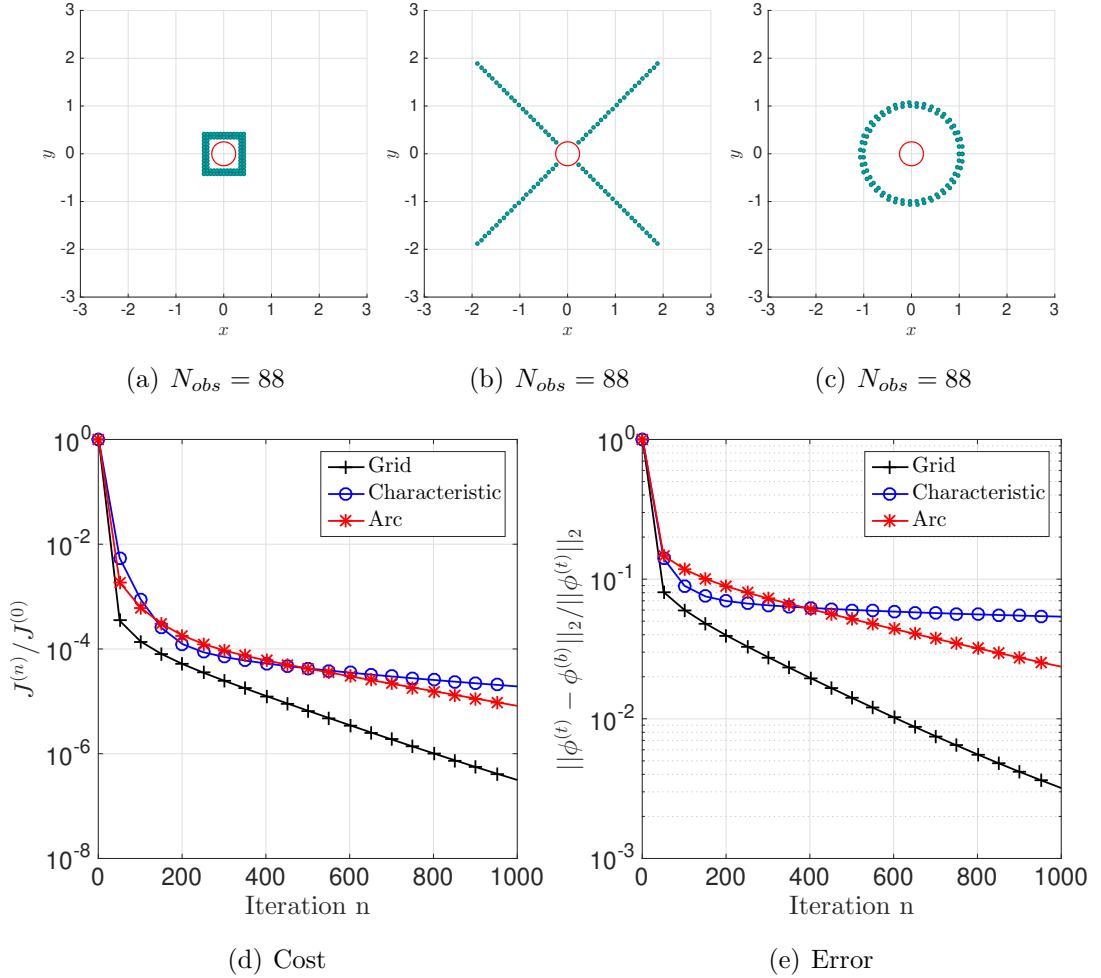 3
2
1
0
-1
-2
-3
y
-3 -2 -1 0 1 2 3
x
(a) N_obs = 88
3
2
1
0
-1
-2
-3
y
-3 -2 -1 0 1 2 3
x
(b) N_obs = 88
3
2
1
0
-1
-2
-3
y
-3 -2 -1 0 1 2 3
x
(c) N_obs = 88
10^0
10^-2
10^-4
10^-6
10^-8
J^(n)/J^(0)
Grid
Characteristic
Arc
0 200 400 600 800 1000
Iteration n
(d) Cost
10^0
10^-1
10^-2
10^-3
||ϕ^(t) − ϕ^(b)||_2/||ϕ^(t)||_2
Grid
Characteristic
Arc
0 200 400 600 800 1000
Iteration n
(e) Error